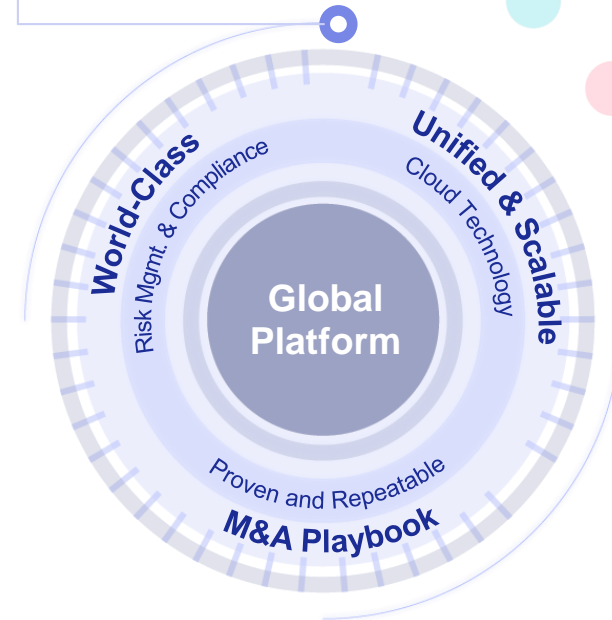 World-Class
Risk Mgmt. & Compliance
Unified & Scalable
Cloud Technology
Global
Platform
Proven and Repeatable
M&A Playbook